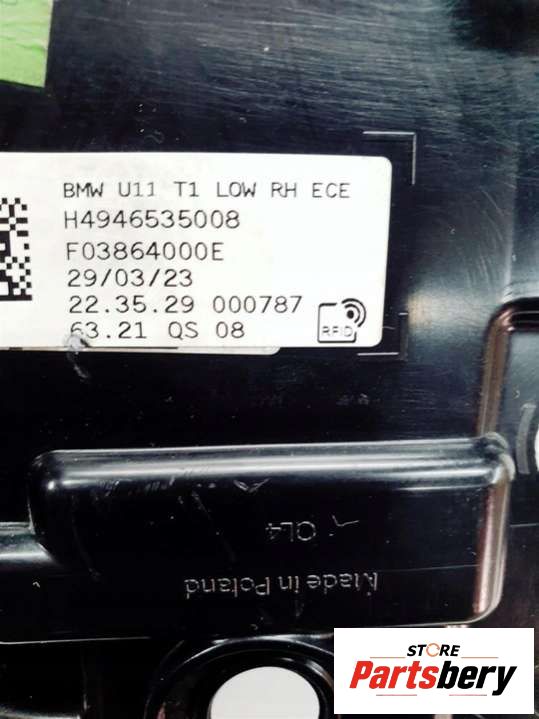 BMW U11 T1 LOW RH ECE
H4946535008
F03864000E
29/03/23
22.35.29 000787
63.21 QS 08
RFID
OL4
Made in Poland
STORE
Partsbery